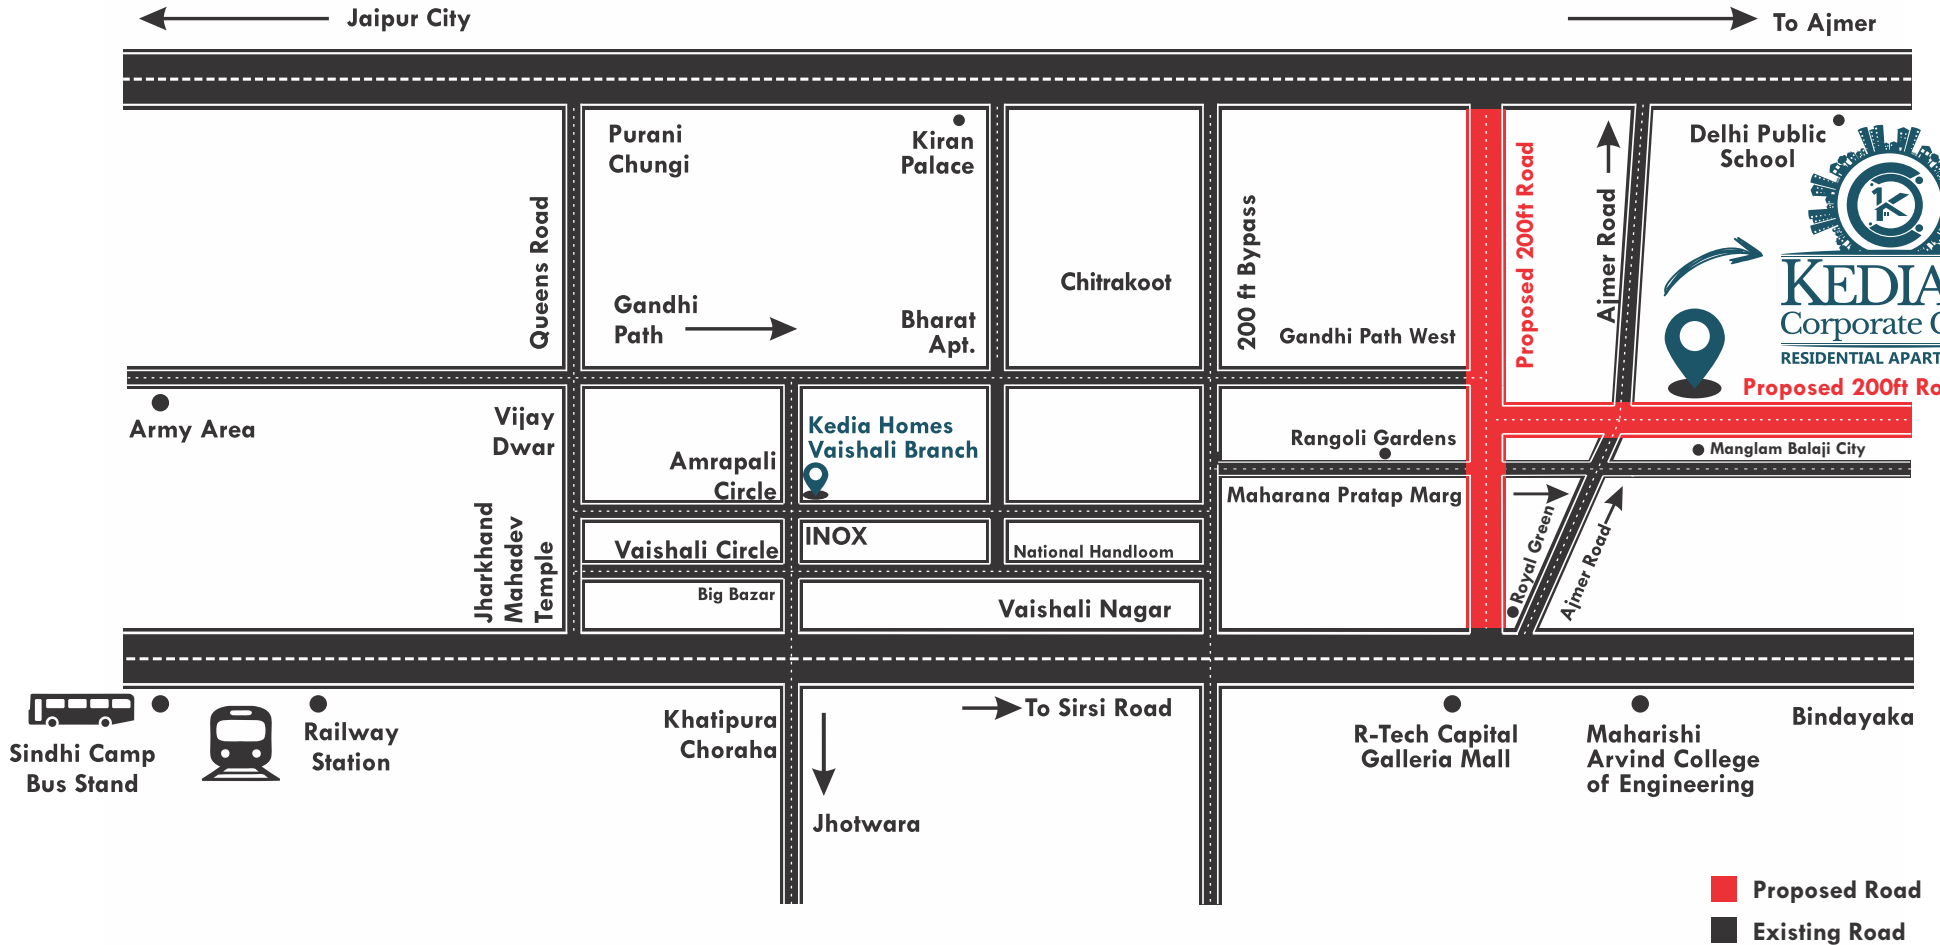 Jaipur City
To Ajmer
Purani
Chungi
Kiran
Palace
Delhi Public
School
Queens Road
200 ft Bypass
Proposed 200ft Road
Ajmer Road
Chitrakoot
Gandhi
Path
Bharat
Apt.
Gandhi Path West
KEDIA
Corporate
RESIDENTIAL
Proposed 200ft
Army Area
Vijay
Dwar
Kedia Homes
Vaishali Branch
Amrapali
Circle
Rangoli Gardens
Manglam Balaji City
Maharana Pratap Marg
Jharkhand
Mahadev
Temple
Vaishali Circle
INOX
National Handloom
Royal Green
Ajmer Road
Big Bazar
Vaishali Nagar
Sindhi Camp
Bus Stand
Railway
Station
Khatipura
Choraha
To Sirsi Road
Jhotwara
R-Tech Capital
Galleria Mall
Maharishi
Arvind College
of Engineering
Bindayaka
Proposed Road
Existing Road